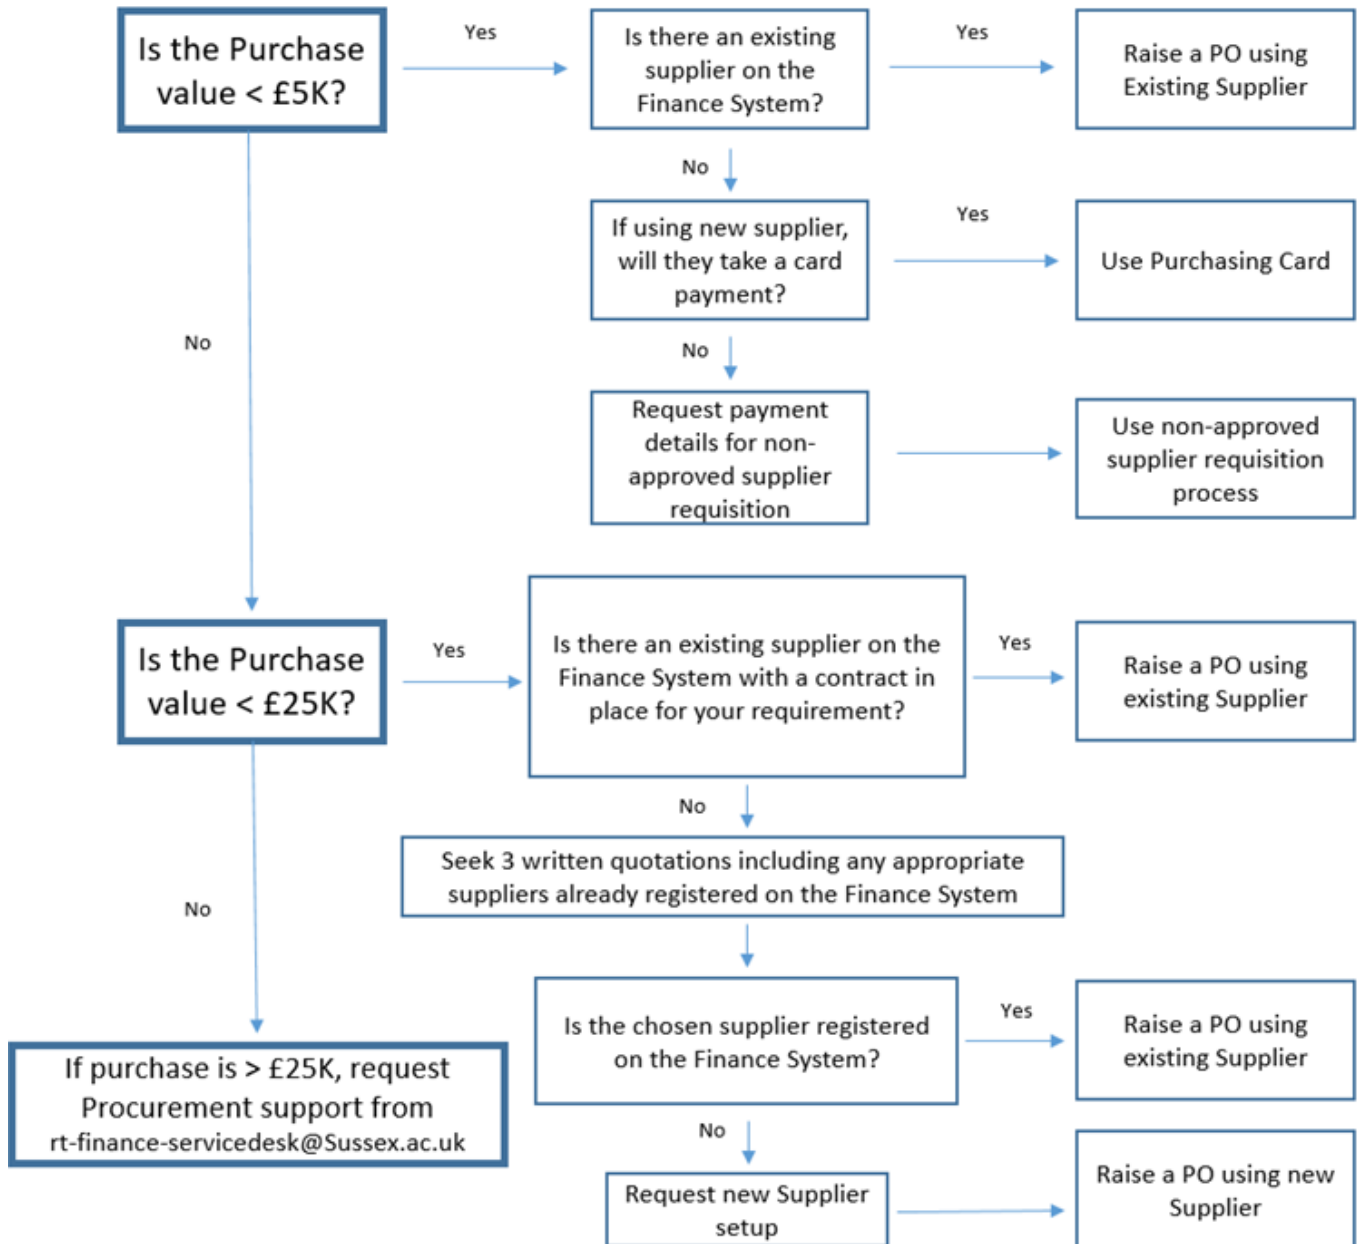 Is the Purchase
value < £5K?
Yes
Is there an existing
supplier on the
Finance System?
Yes
Raise a PO using
Existing Supplier
No
If using new supplier,
will they take a card
payment?
Yes
Use Purchasing Card
No
No
Request payment
details for non-
approved supplier
requisition
Use non-approved
supplier requisition
process
Is the Purchase
value < £25K?
Yes
Is there an existing supplier on the
Finance System with a contract in
place for your requirement?
Yes
Raise a PO using
existing Supplier
No
Seek 3 written quotations including any appropriate
suppliers already registered on the Finance System
No
Is the chosen supplier registered
on the Finance System?
Yes
Raise a PO using
existing Supplier
If purchase is > £25K, request
Procurement support from
rt-finance-servicedesk@Sussex.ac.uk
No
Request new Supplier
setup
Raise a PO using new
Supplier